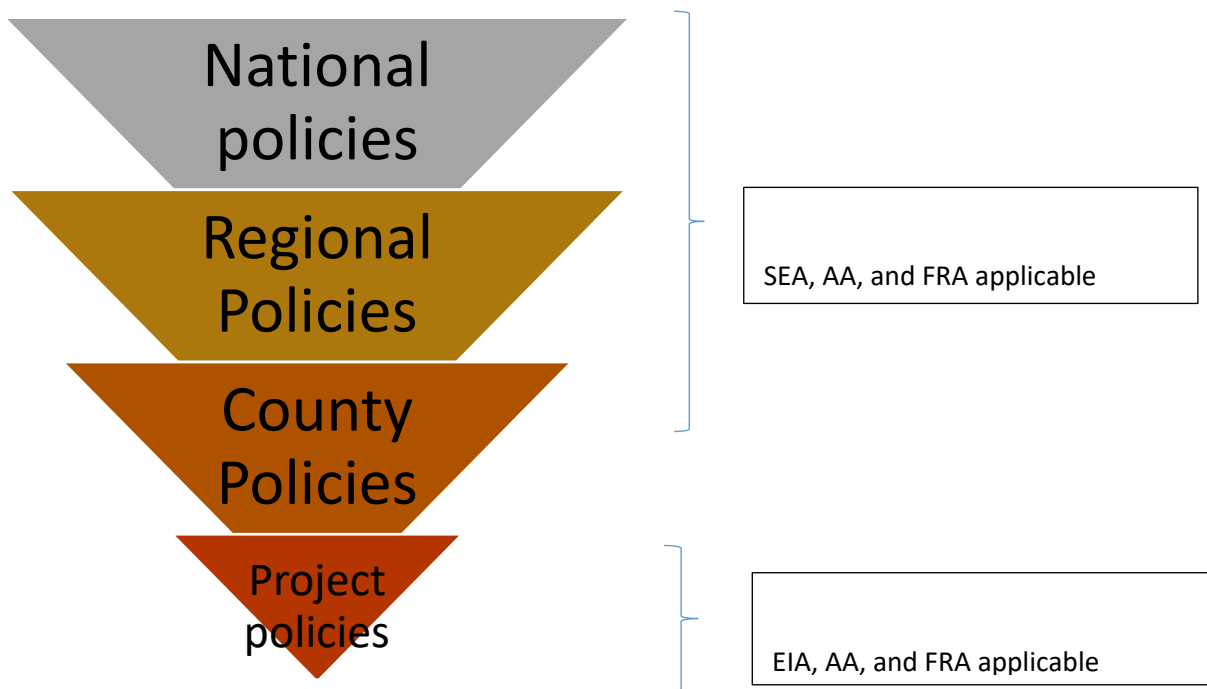 National
policies
Regional
Policies
County
Policies
Project
policies
SEA, AA, and FRA applicable
EIA, AA, and FRA applicable